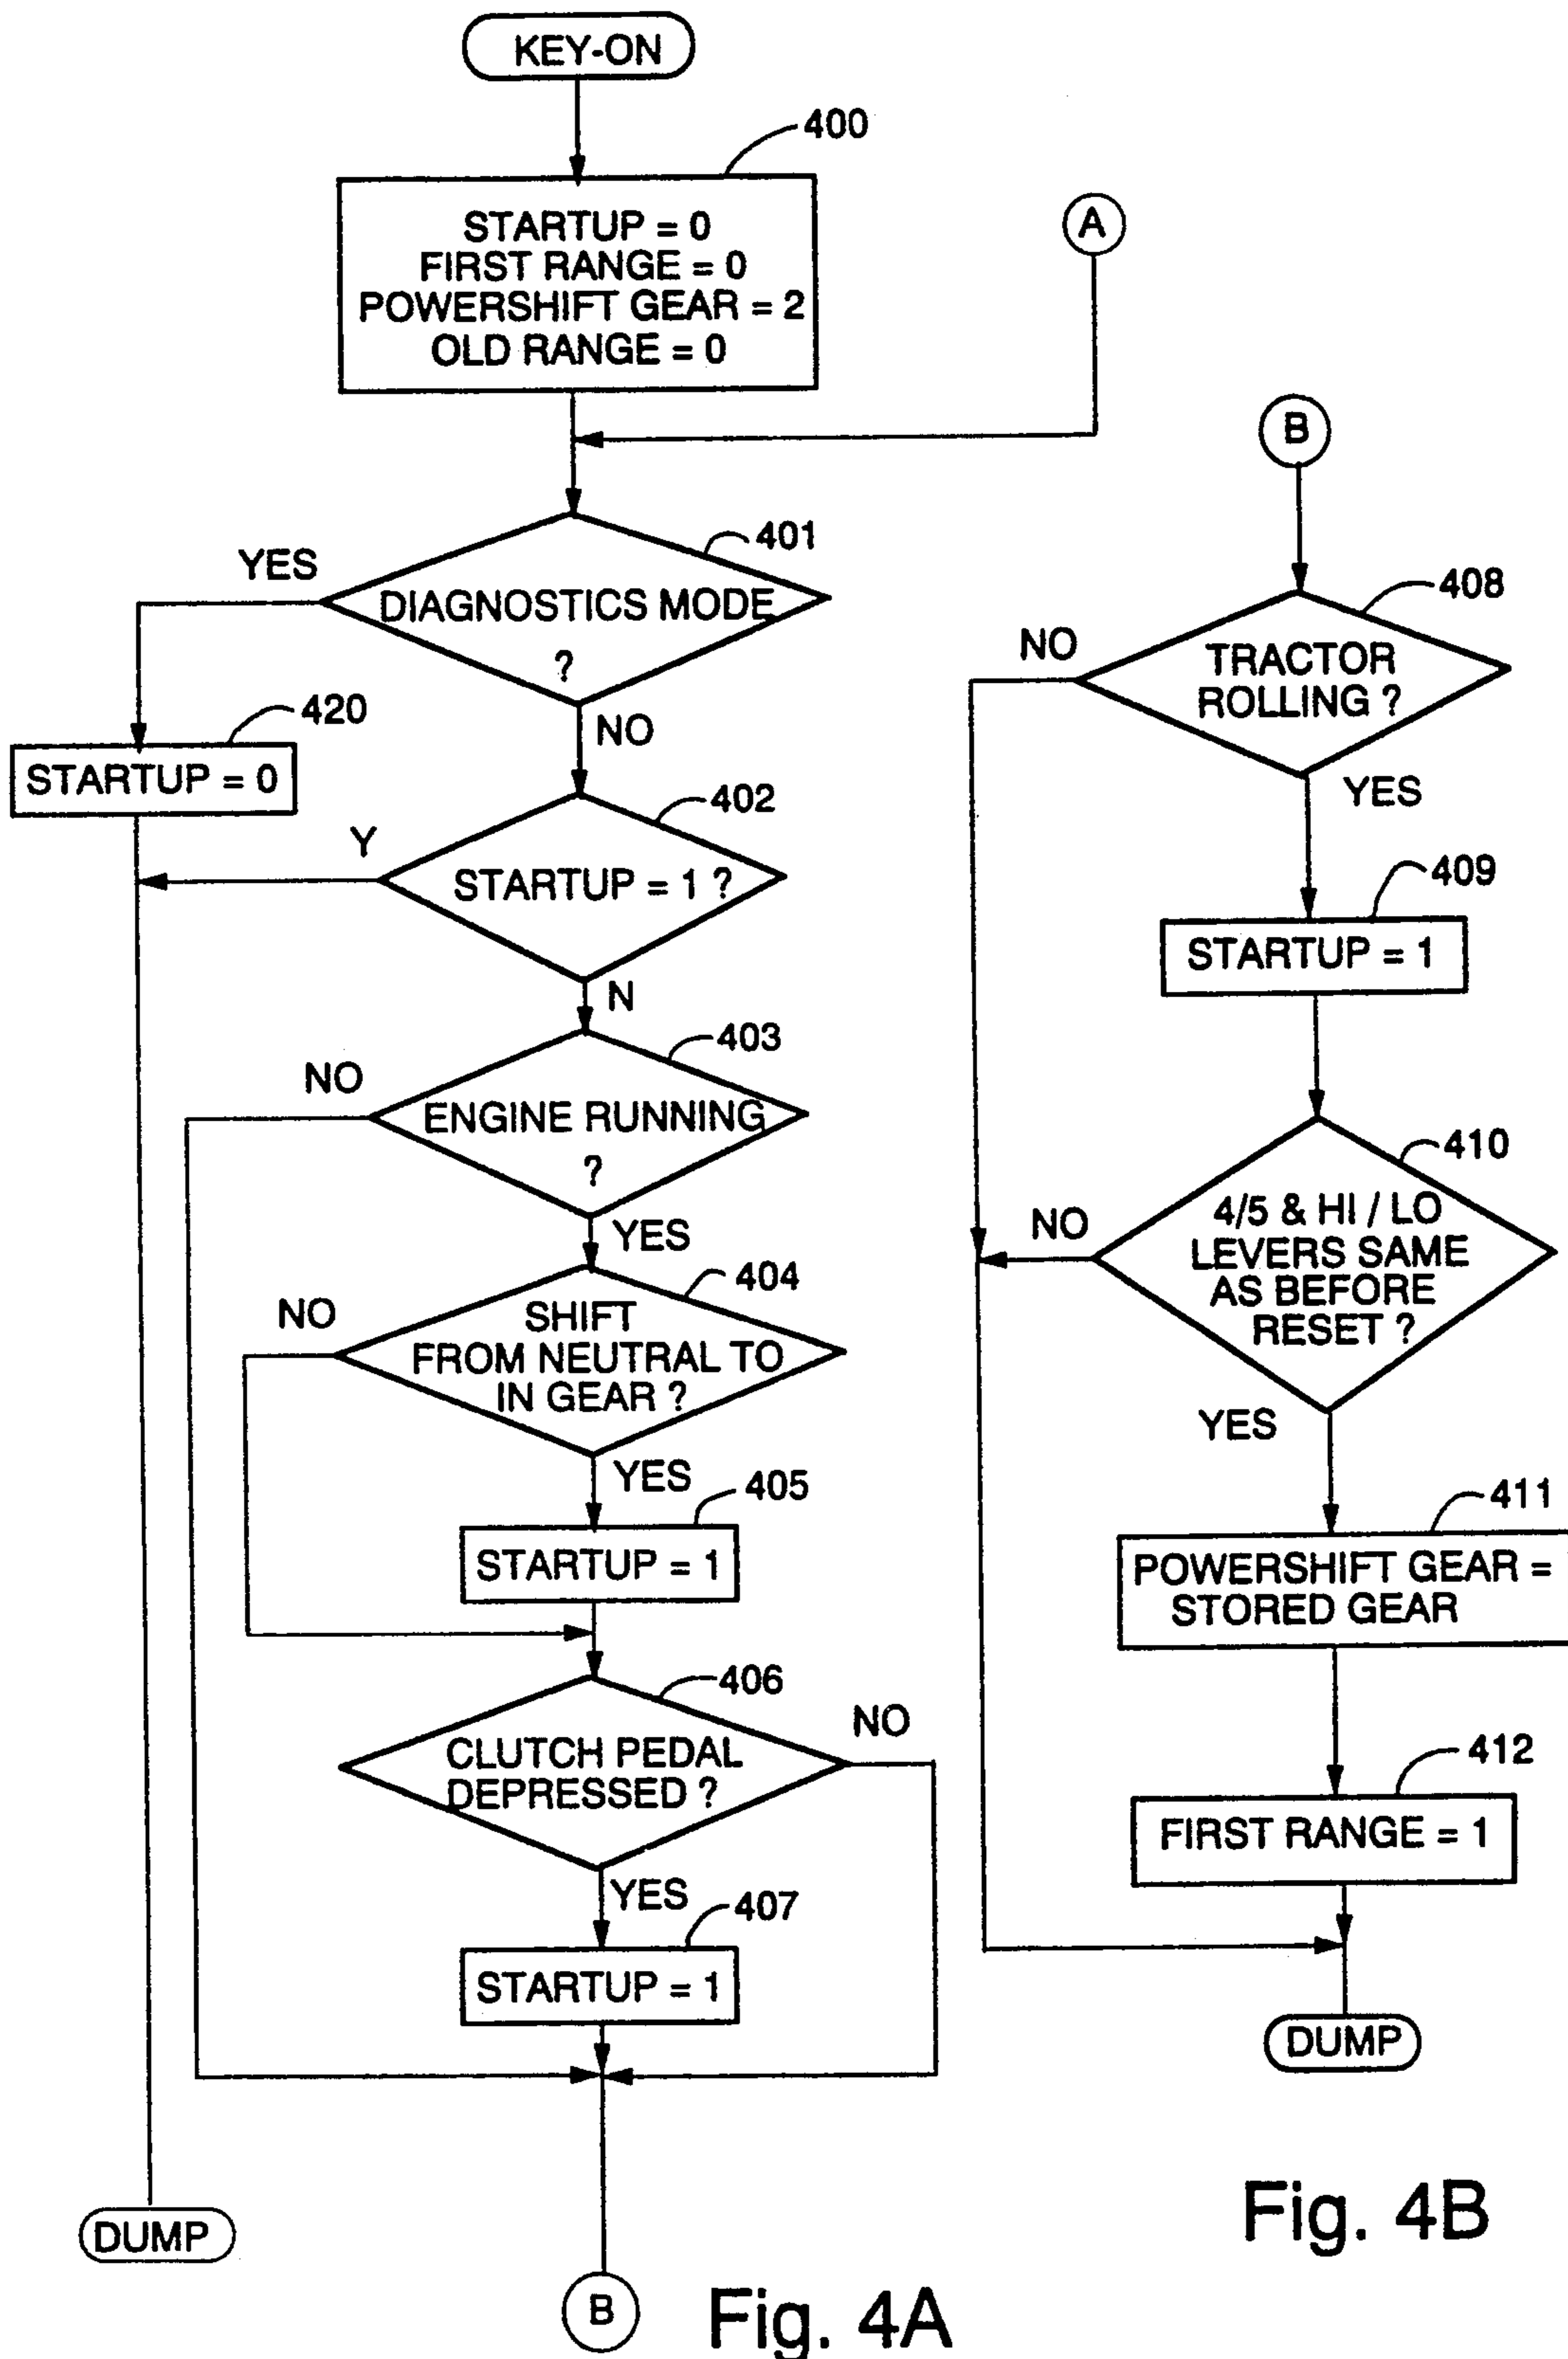 KEY-ON
400
STARTUP = 0
FIRST RANGE = 0
POWERSHIFT GEAR = 2
OLD RANGE = 0
A
401
YES
DIAGNOSTICS MODE
?
NO
420
STARTUP = 0
402
Y
STARTUP = 1 ?
N
403
NO
ENGINE RUNNING
?
YES
404
NO
SHIFT
FROM NEUTRAL TO
IN GEAR ?
YES
405
STARTUP = 1
406
NO
CLUTCH PEDAL
DEPRESSED ?
YES
407
STARTUP = 1
DUMP
B
Fig. 4A
B
408
NO
TRACTOR
ROLLING ?
YES
409
STARTUP = 1
410
NO
4/5 & HI / LO
LEVERS SAME
AS BEFORE
RESET ?
YES
411
POWERSHIFT GEAR =
STORED GEAR
412
FIRST RANGE = 1
DUMP
Fig. 4B